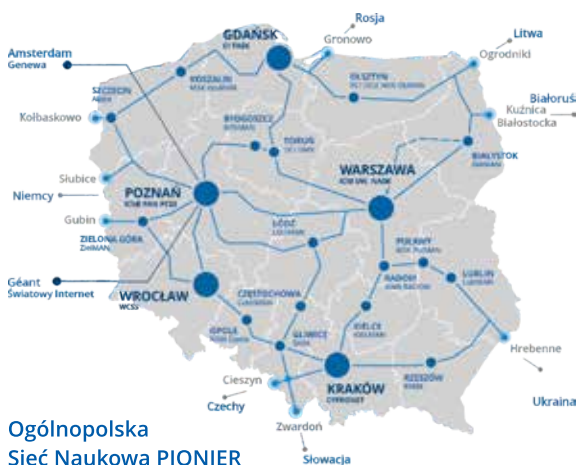 Rosja
GDAŃSK
Gronowo
Litwa
Ogrodniki
Amsterdam
Genewa
KOSZALIN
OLSZTYN
SZCZECIN
Białoruś
Kuźnica
Białostocka
Kołbaskowo
BYDGOSZCZ
TORUŃ
BIAŁYSTOK
WARSZAWA
Słubice
POZNAŃ
Niemcy
Gubin
ŁÓDŹ
PUŁAWY
ZIELONA GÓRA
RADOM
LUBLIN
Géant
Światowy Internet
WROCŁAW
WCSS
CZĘSTOCHOWA
OPOLE
GLIWICE
KIELCE
Hrebenne
Cieszyn
KRAKÓW
CYFRONET
RZESZÓW
Czechy
Ukraina
Zwardoń
Ogólnopolska
Sieć Naukowa PIONIER
Słowacja